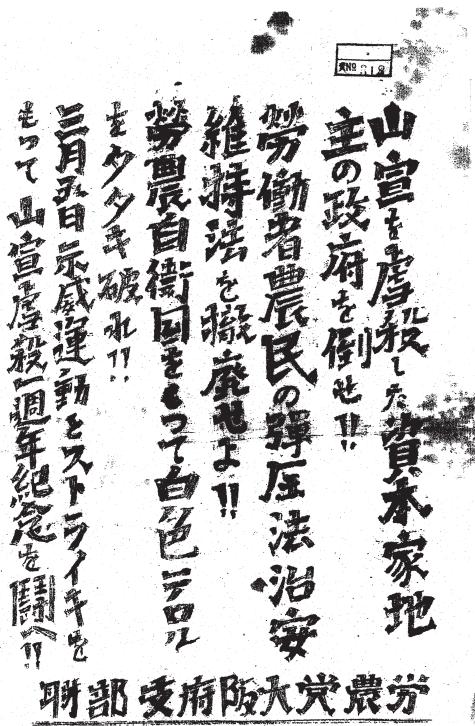 山宣を虐殺した資本家地
主の政府を倒せ!!
勞働者農民の彈圧法治安
維持法を撤廃せよ!!
勞農自衛団をもって白色テロル
をタタキ破れ!!
三月五日示威運動とストライキを
もって山宣虐殺一週年紀念を闘へ!!
労農党大阪府支部聯